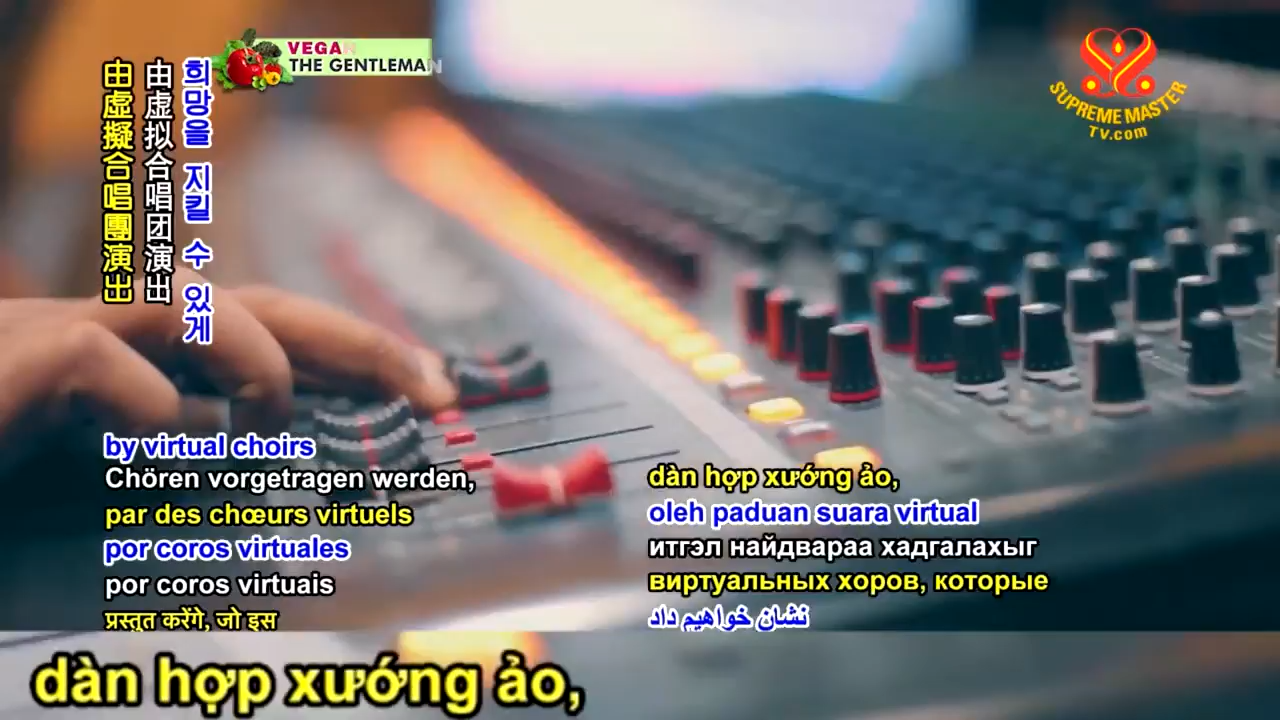 VEGAN
THE GENTLEMAN
SUPREME MASTER
TV.com
由虛擬合唱團演出
由虚拟合唱团演出
희망을 지킬 수 있게
by virtual choirs
Chören vorgetragen werden,
par des chœurs virtuels
por coros virtuales
por coros virtuais
प्रस्तुत करेंगे, जो इस
dàn hợp xướng ảo,
oleh paduan suara virtual
итгэл найдвараа хадгалахыг
виртуальных хоров, которые
نشان خواهیم داد
dàn hợp xướng ảo,